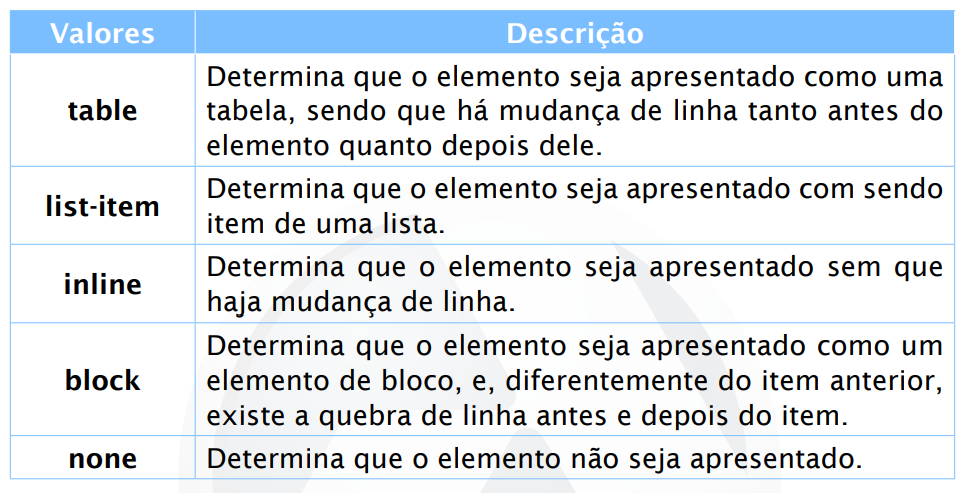 Valores Descrição
table
Determina que o elemento seja apresentado como uma
tabela, sendo que há mudança de linha tanto antes do
elemento quanto depois dele.
list-item
Determina que o elemento seja apresentado com sendo
item de uma lista.
inline
Determina que o elemento seja apresentado sem que
haja mudança de linha.
block
Determina que o elemento seja apresentado como um
elemento de bloco, e, diferentemente do item anterior,
existe a quebra de linha antes e depois do item.
none
Determina que o elemento não seja apresentado.